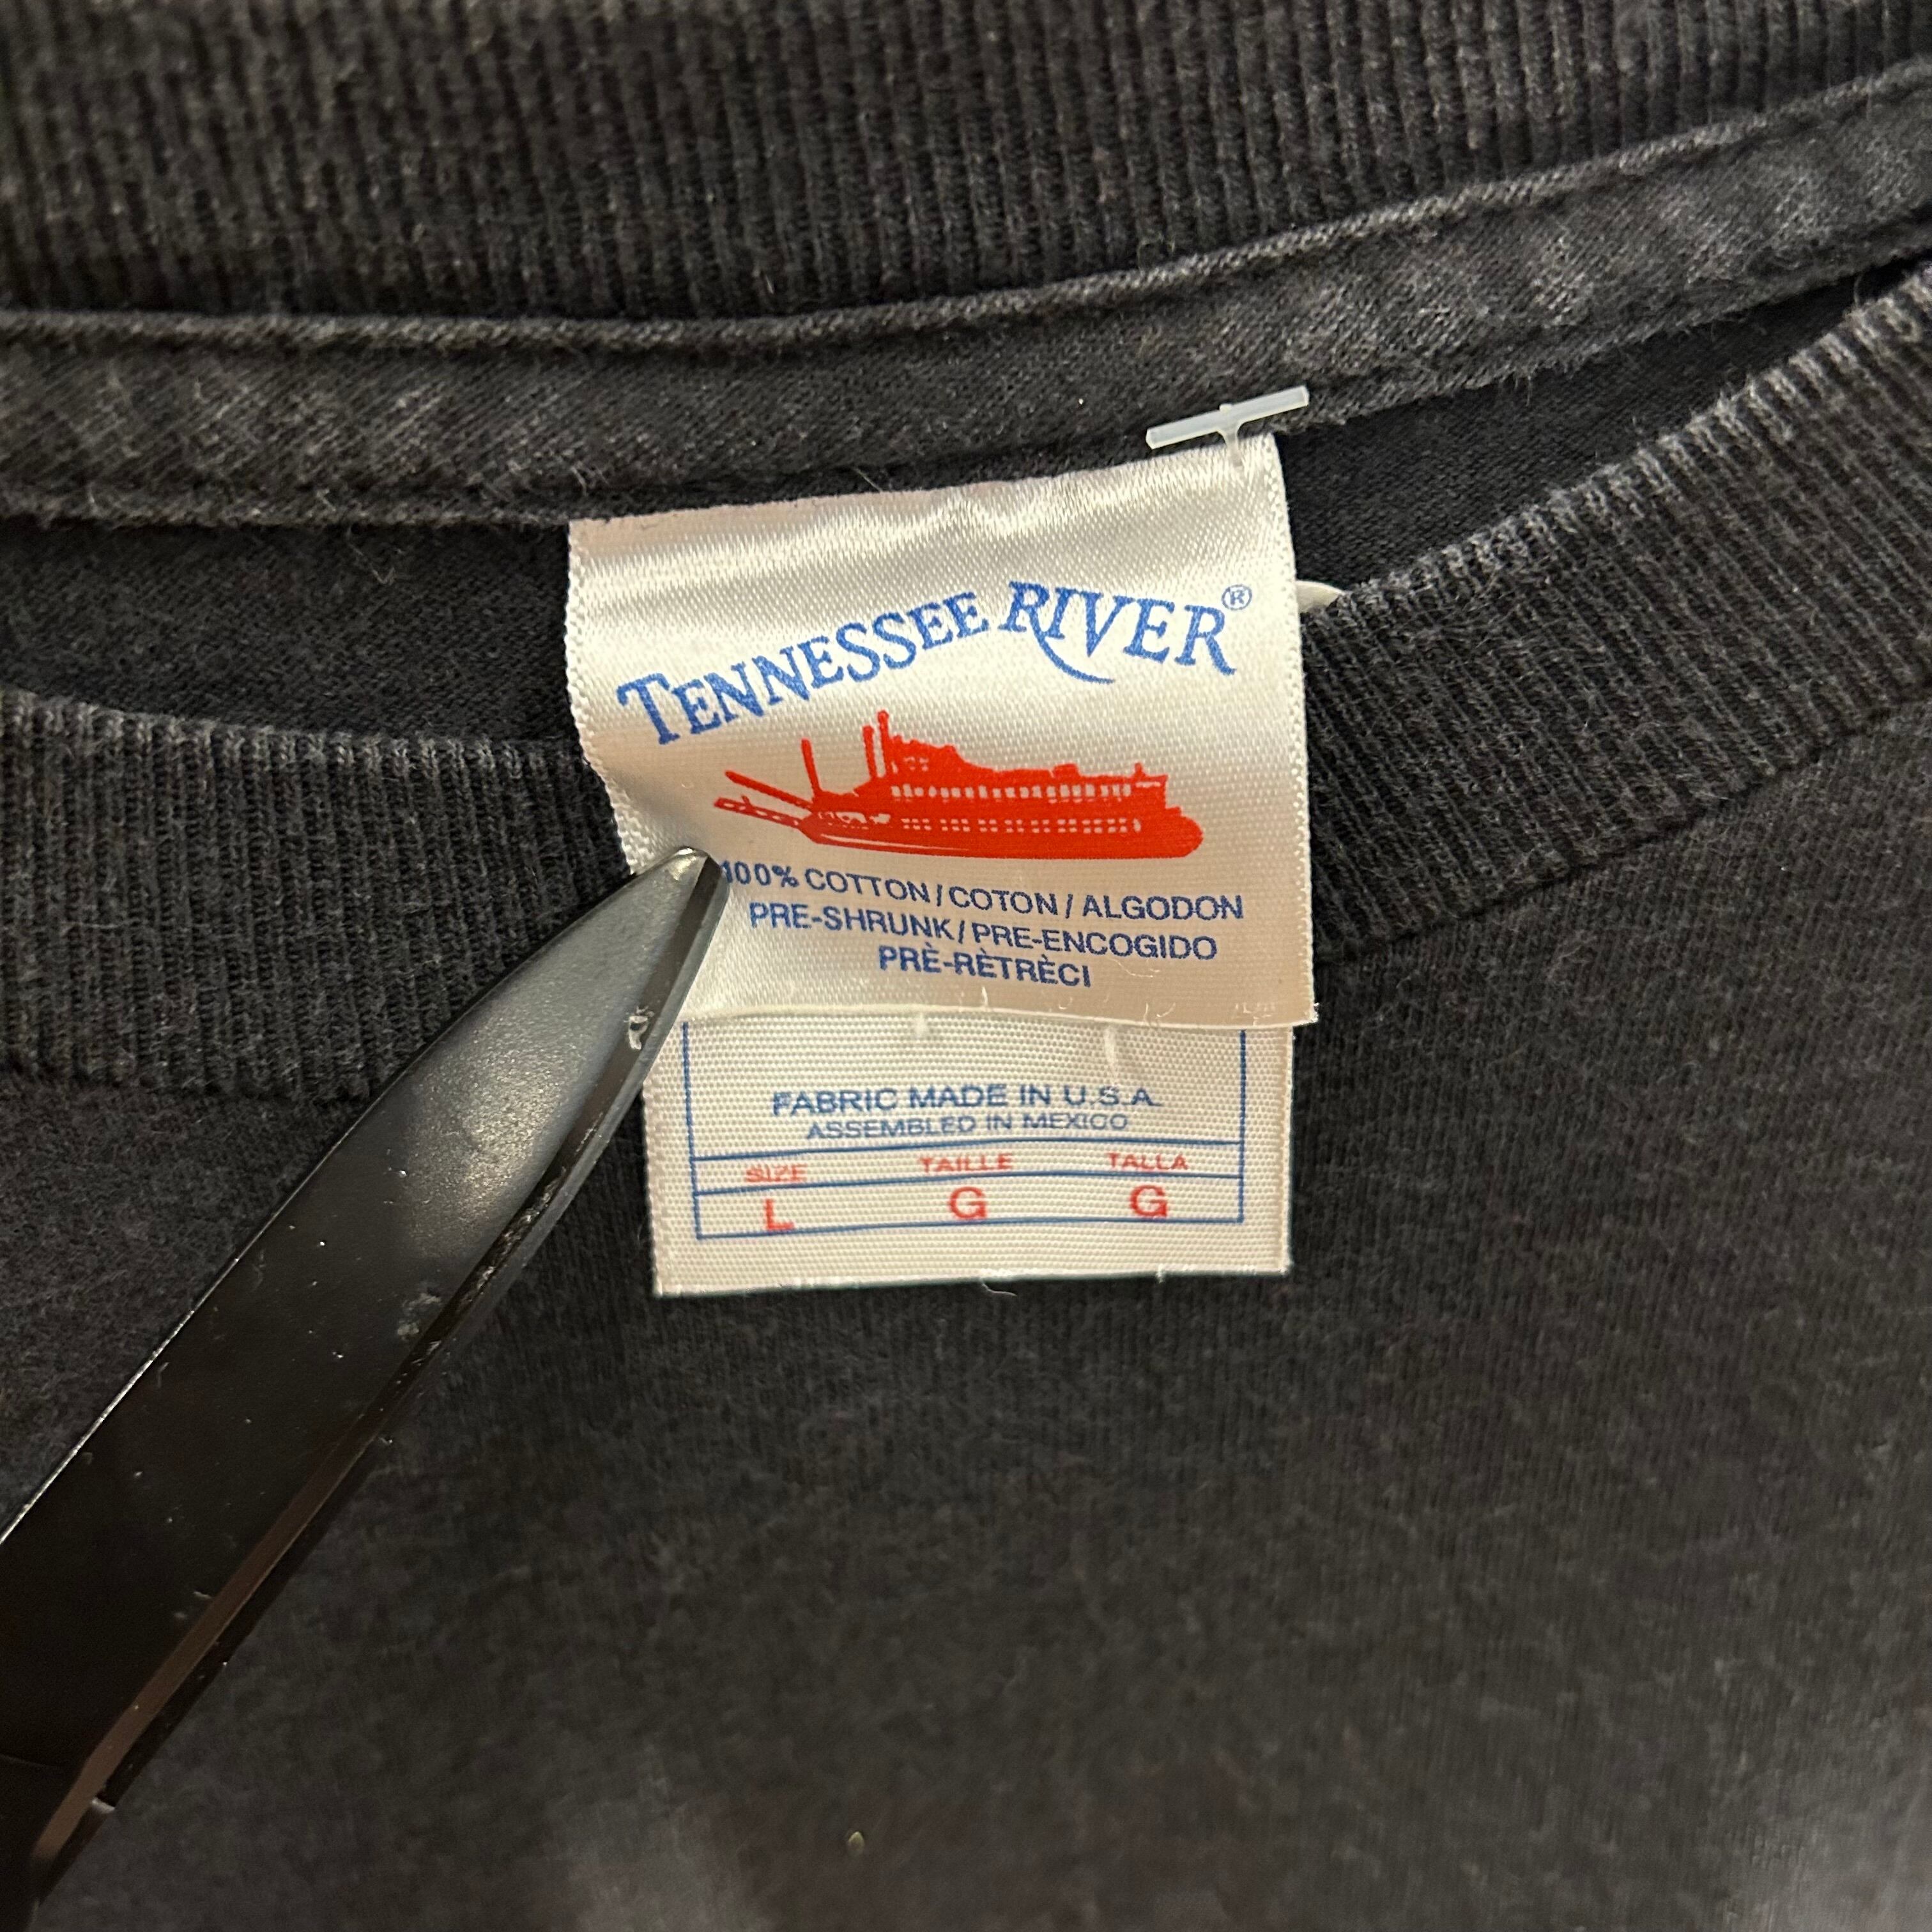 TENNESSEE RIVER®
100% COTTON/COTON/ALGODON
PRE-SHRUNK/PRE-ENCOGIDO
PRÈ-RÈTRÈCI
FABRIC MADE IN U.S.A.
ASSEMBLED IN MEXICO
SIZE TAILLE TALLA
L G G